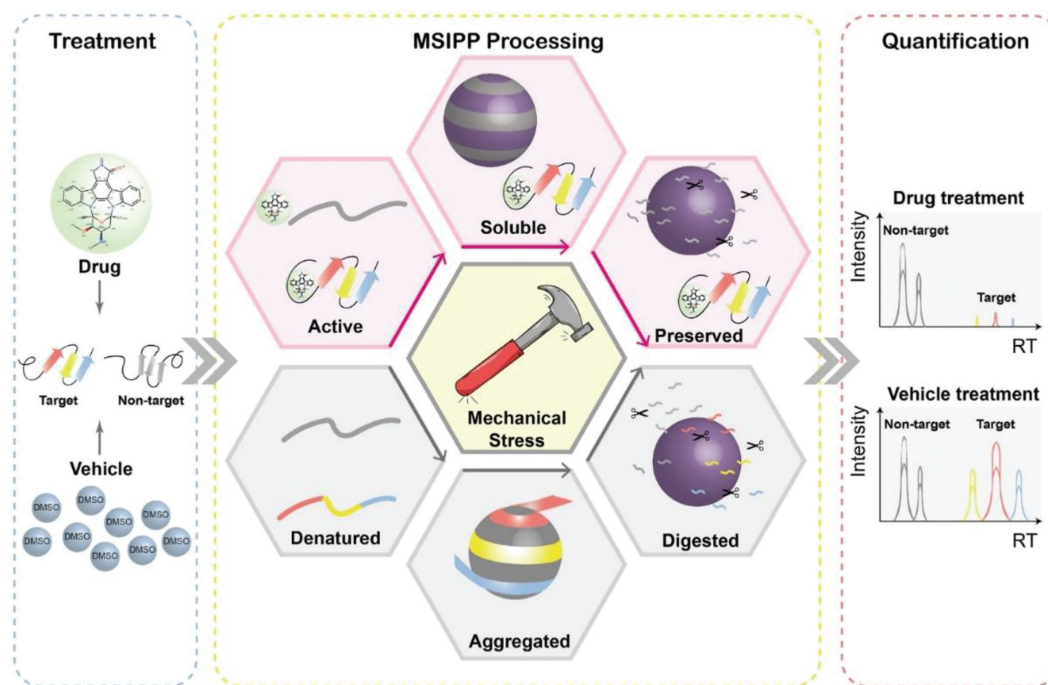 Treatment
Drug
Target
Non-target
Vehicle
DMSO
DMSO
DMSO
DMSO
DMSO
DMSO
DMSO
DMSO
DMSO
DMSO
MSIPP Processing
Active
Soluble
Preserved
Mechanical
Stress
Denatured
Aggregated
Digested
Quantification
Drug treatment
Non-target
Target
Intensity
RT
Vehicle treatment
Non-target
Target
Intensity
RT